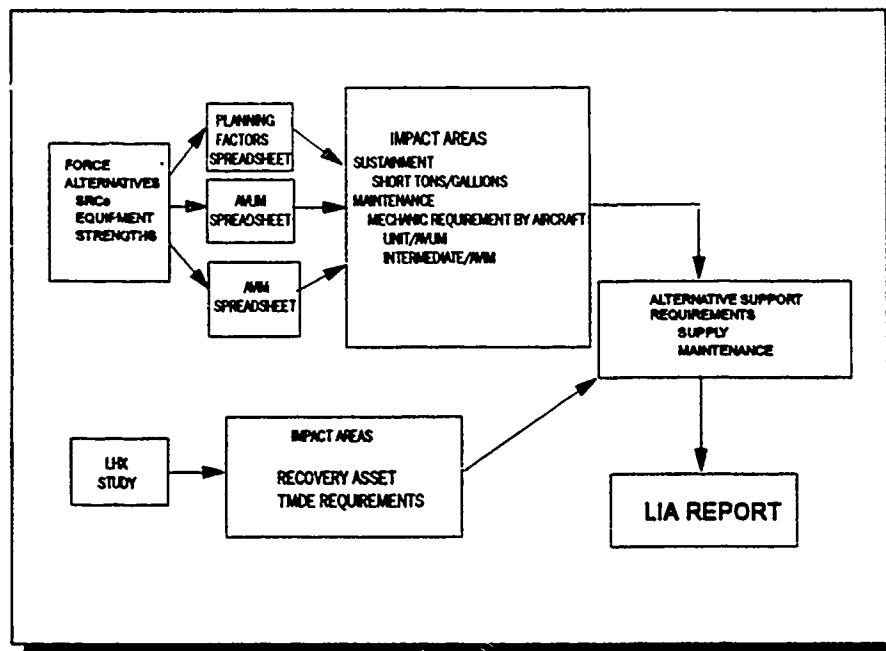 FORCE
ALTERNATIVES
SRCs
EQUIPMENT
STRENGTHS
PLANNING
FACTORS
SPREADSHEET
AVUM
SPREADSHEET
AVIM
SPREADSHEET
IMPACT AREAS
SUSTAINMENT
SHORT TONS/GALLIONS
MAINTENANCE
MECHANIC REQUIREMENT BY AIRCRAFT
UNIT/AVUM
INTERMEDIATE/AVIM
ALTERNATIVE SUPPORT
REQUIREMENTS
SUPPLY
MAINTENANCE
LHX
STUDY
IMPACT AREAS
RECOVERY ASSET
TMDE REQUIREMENTS
LIA REPORT